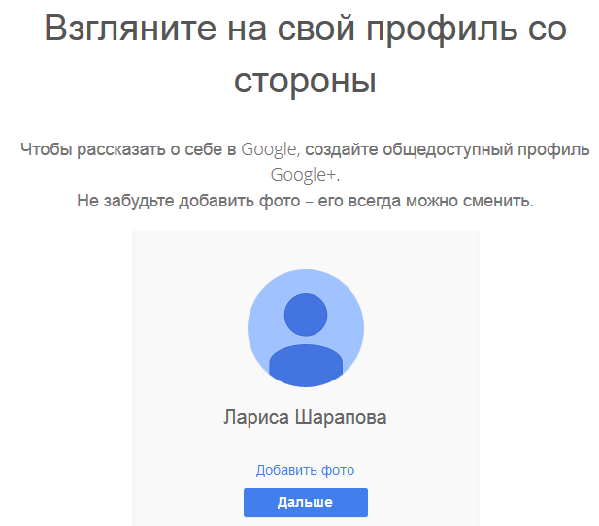 Взгляните на свой профиль со
стороны
Чтобы рассказать о себе в Google, создайте общедоступный профиль
Google+.
Не забудьте добавить фото – его всегда можно сменить.
Лариса Шарапова
Добавить фото
Дальше